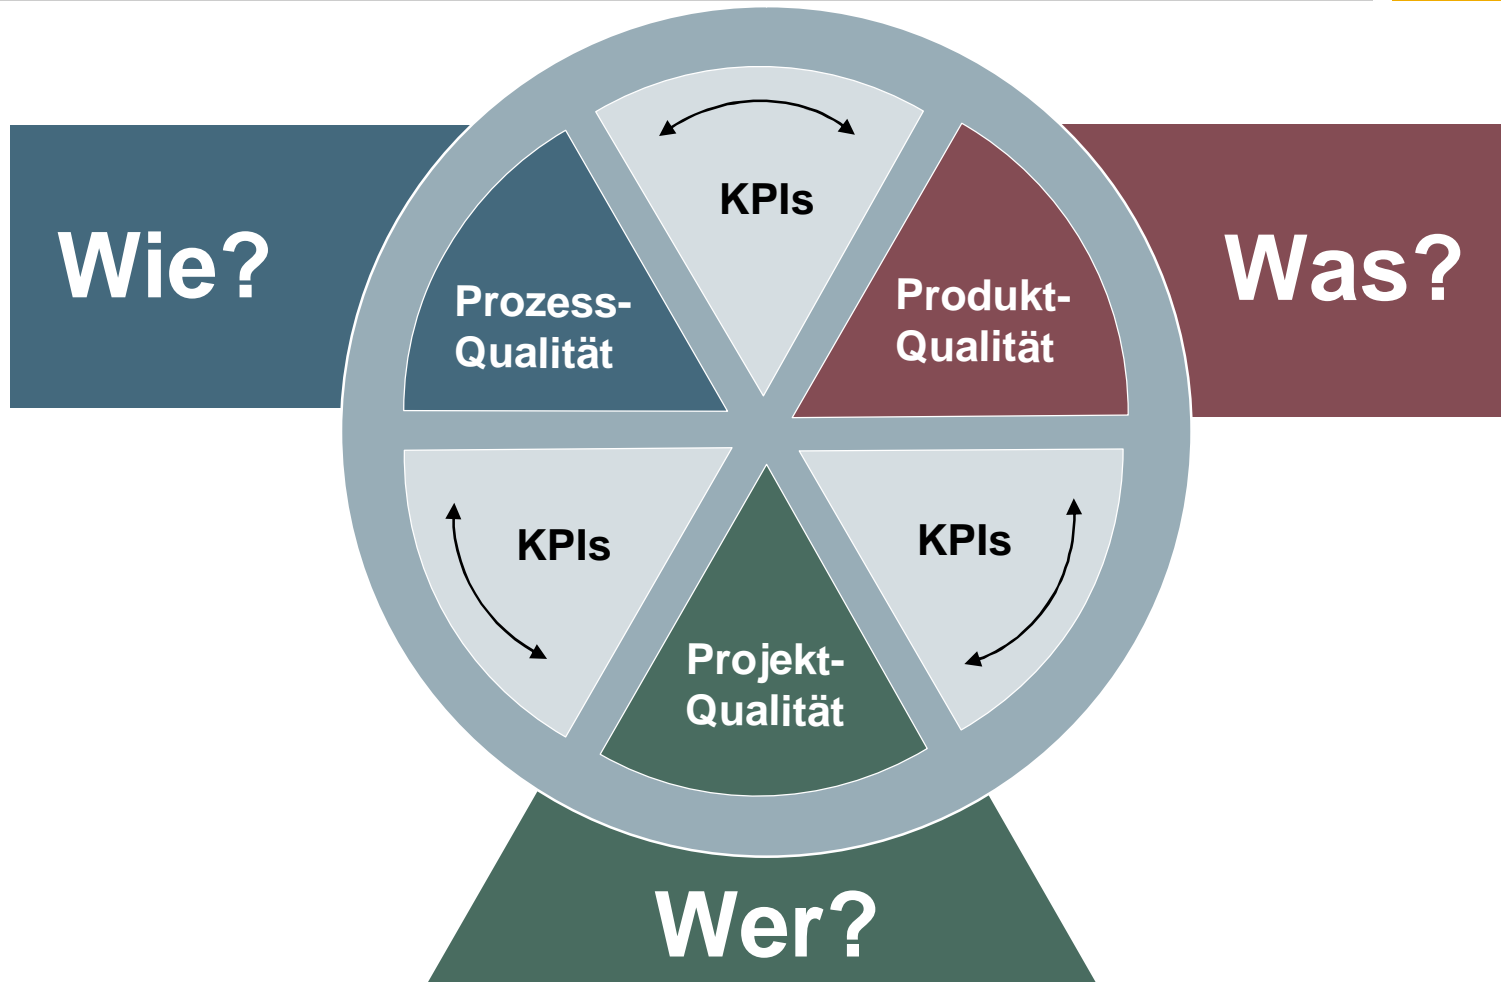 KPIs
Wie?
Was?
Prozess-
Qualität
Produkt-
Qualität
KPIs
KPIs
Projekt-
Qualität
Wer?